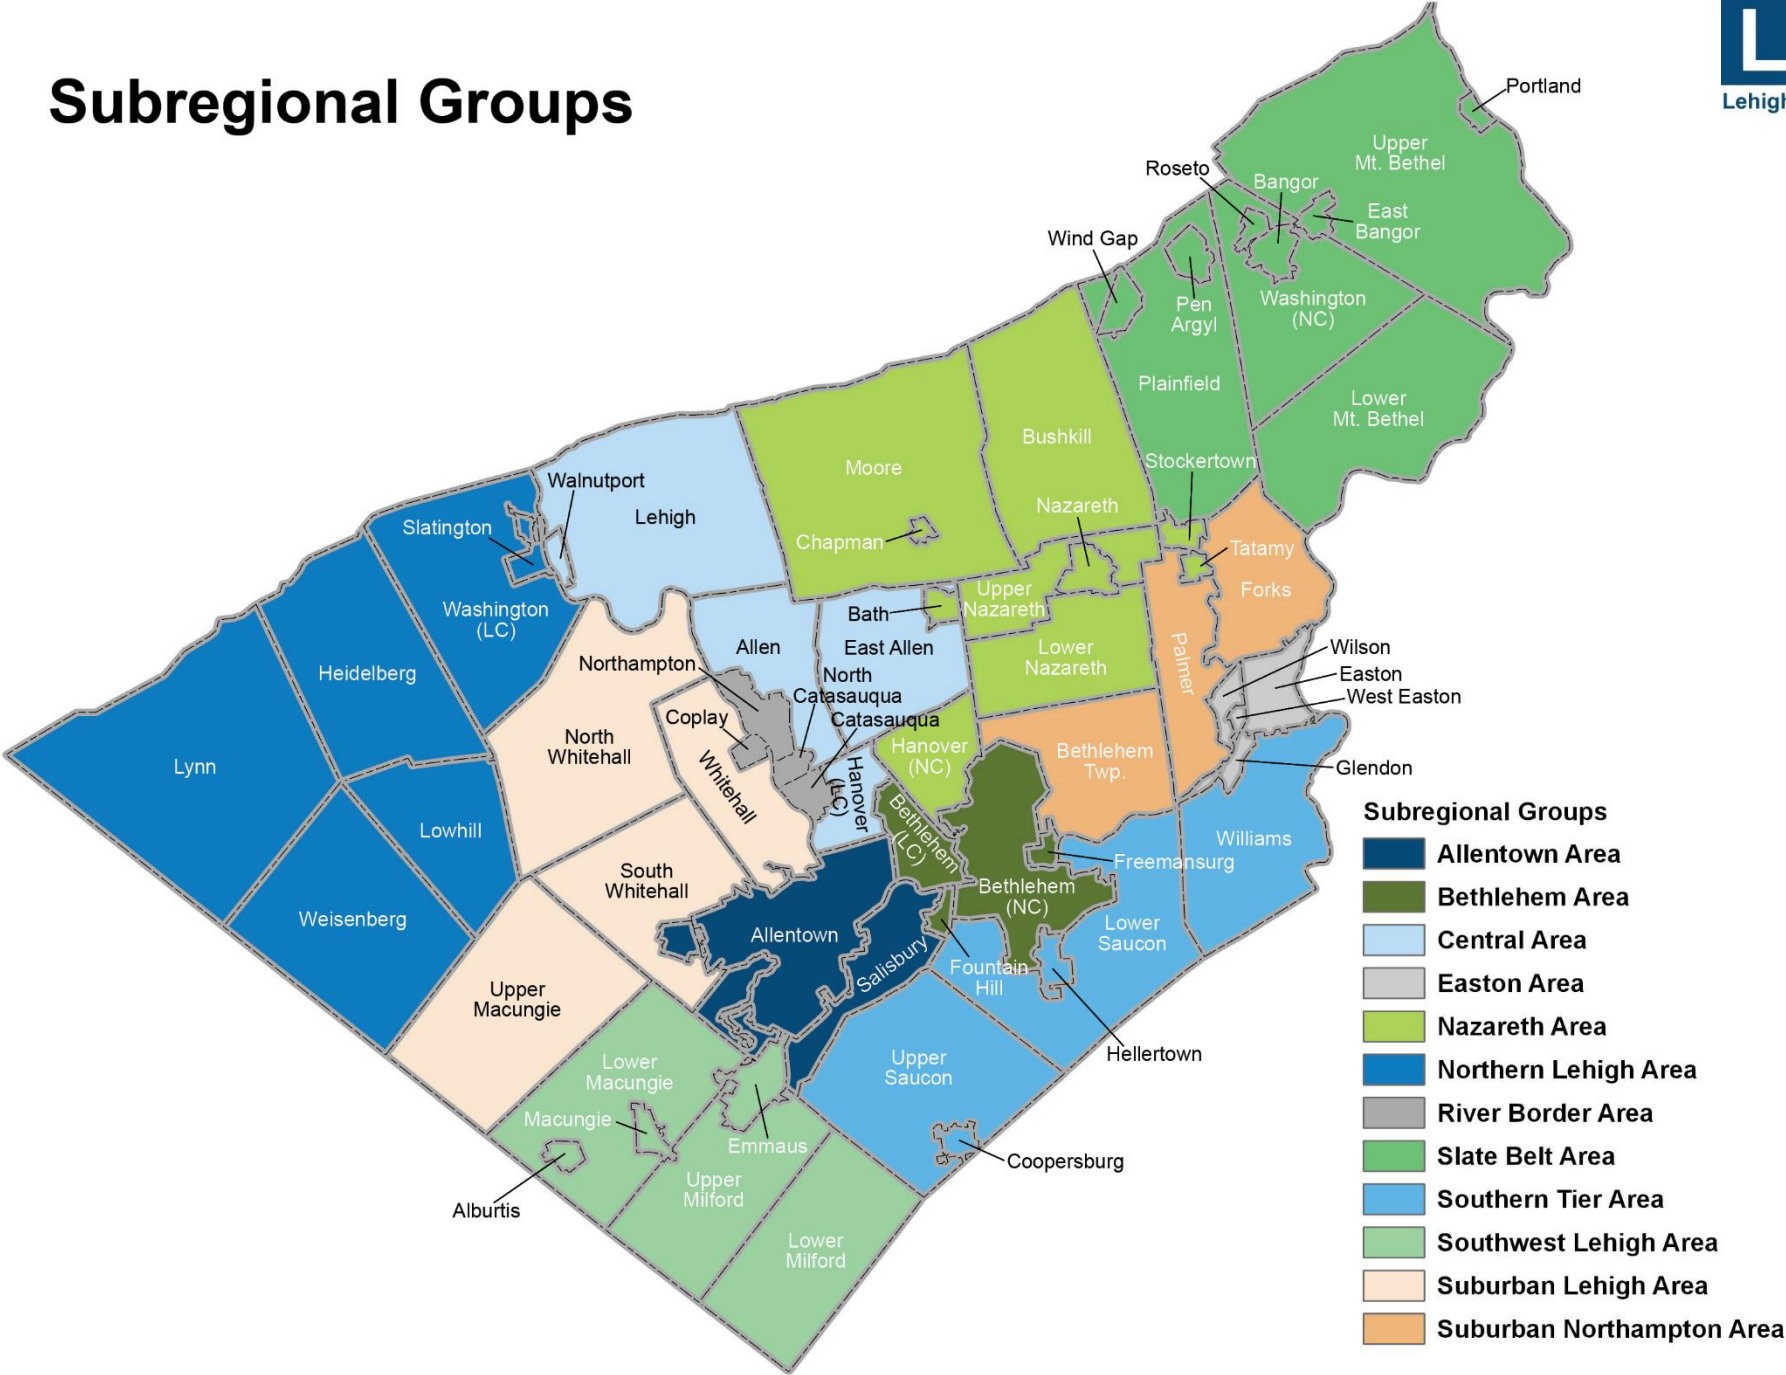 Subregional Groups
L
Lehigh
Portland
Upper
Mt. Bethel
Roseto
Bangor
East
Bangor
Wind Gap
Pen
Argyl
Washington
(NC)
Plainfield
Lower
Mt. Bethel
Bushkill
Moore
Stockertown
Walnutport
Lehigh
Slatington
Nazareth
Chapman
Tatamy
Forks
Washington
(LC)
Bath
Upper
Nazareth
Allen
East Allen
Lower
Nazareth
Palmer
Wilson
Easton
West Easton
Heidelberg
Northampton
North
Catasauqua
Catasauqua
Coplay
North
Whitehall
Whitehall
Hanover
(LC)
Hanover
(NC)
Bethlehem
Twp.
Glendon
Lynn
Lowhill
Bethlehem
(LC)
Williams
Freemansurg
South
Whitehall
Bethlehem
(NC)
Weisenberg
Allentown
Salisbury
Lower
Saucon
Fountain
Hill
Upper
Macungie
Hellertown
Upper
Saucon
Lower
Macungie
Macungie
Emmaus
Coopersburg
Alburtis
Upper
Milford
Lower
Milford
Subregional Groups
Allentown Area
Bethlehem Area
Central Area
Easton Area
Nazareth Area
Northern Lehigh Area
River Border Area
Slate Belt Area
Southern Tier Area
Southwest Lehigh Area
Suburban Lehigh Area
Suburban Northampton Area